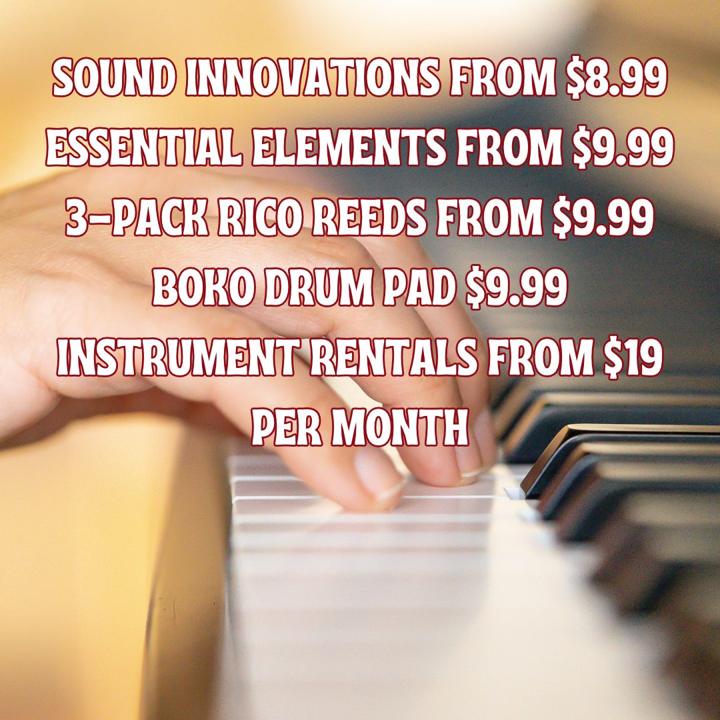 SOUND INNOVATIONS FROM $8.99
ESSENTIAL ELEMENTS FROM $9.99
3-PACK RICO REEDS FROM $9.99
BOKO DRUM PAD $9.99
INSTRUMENT RENTALS FROM $19
PER MONTH